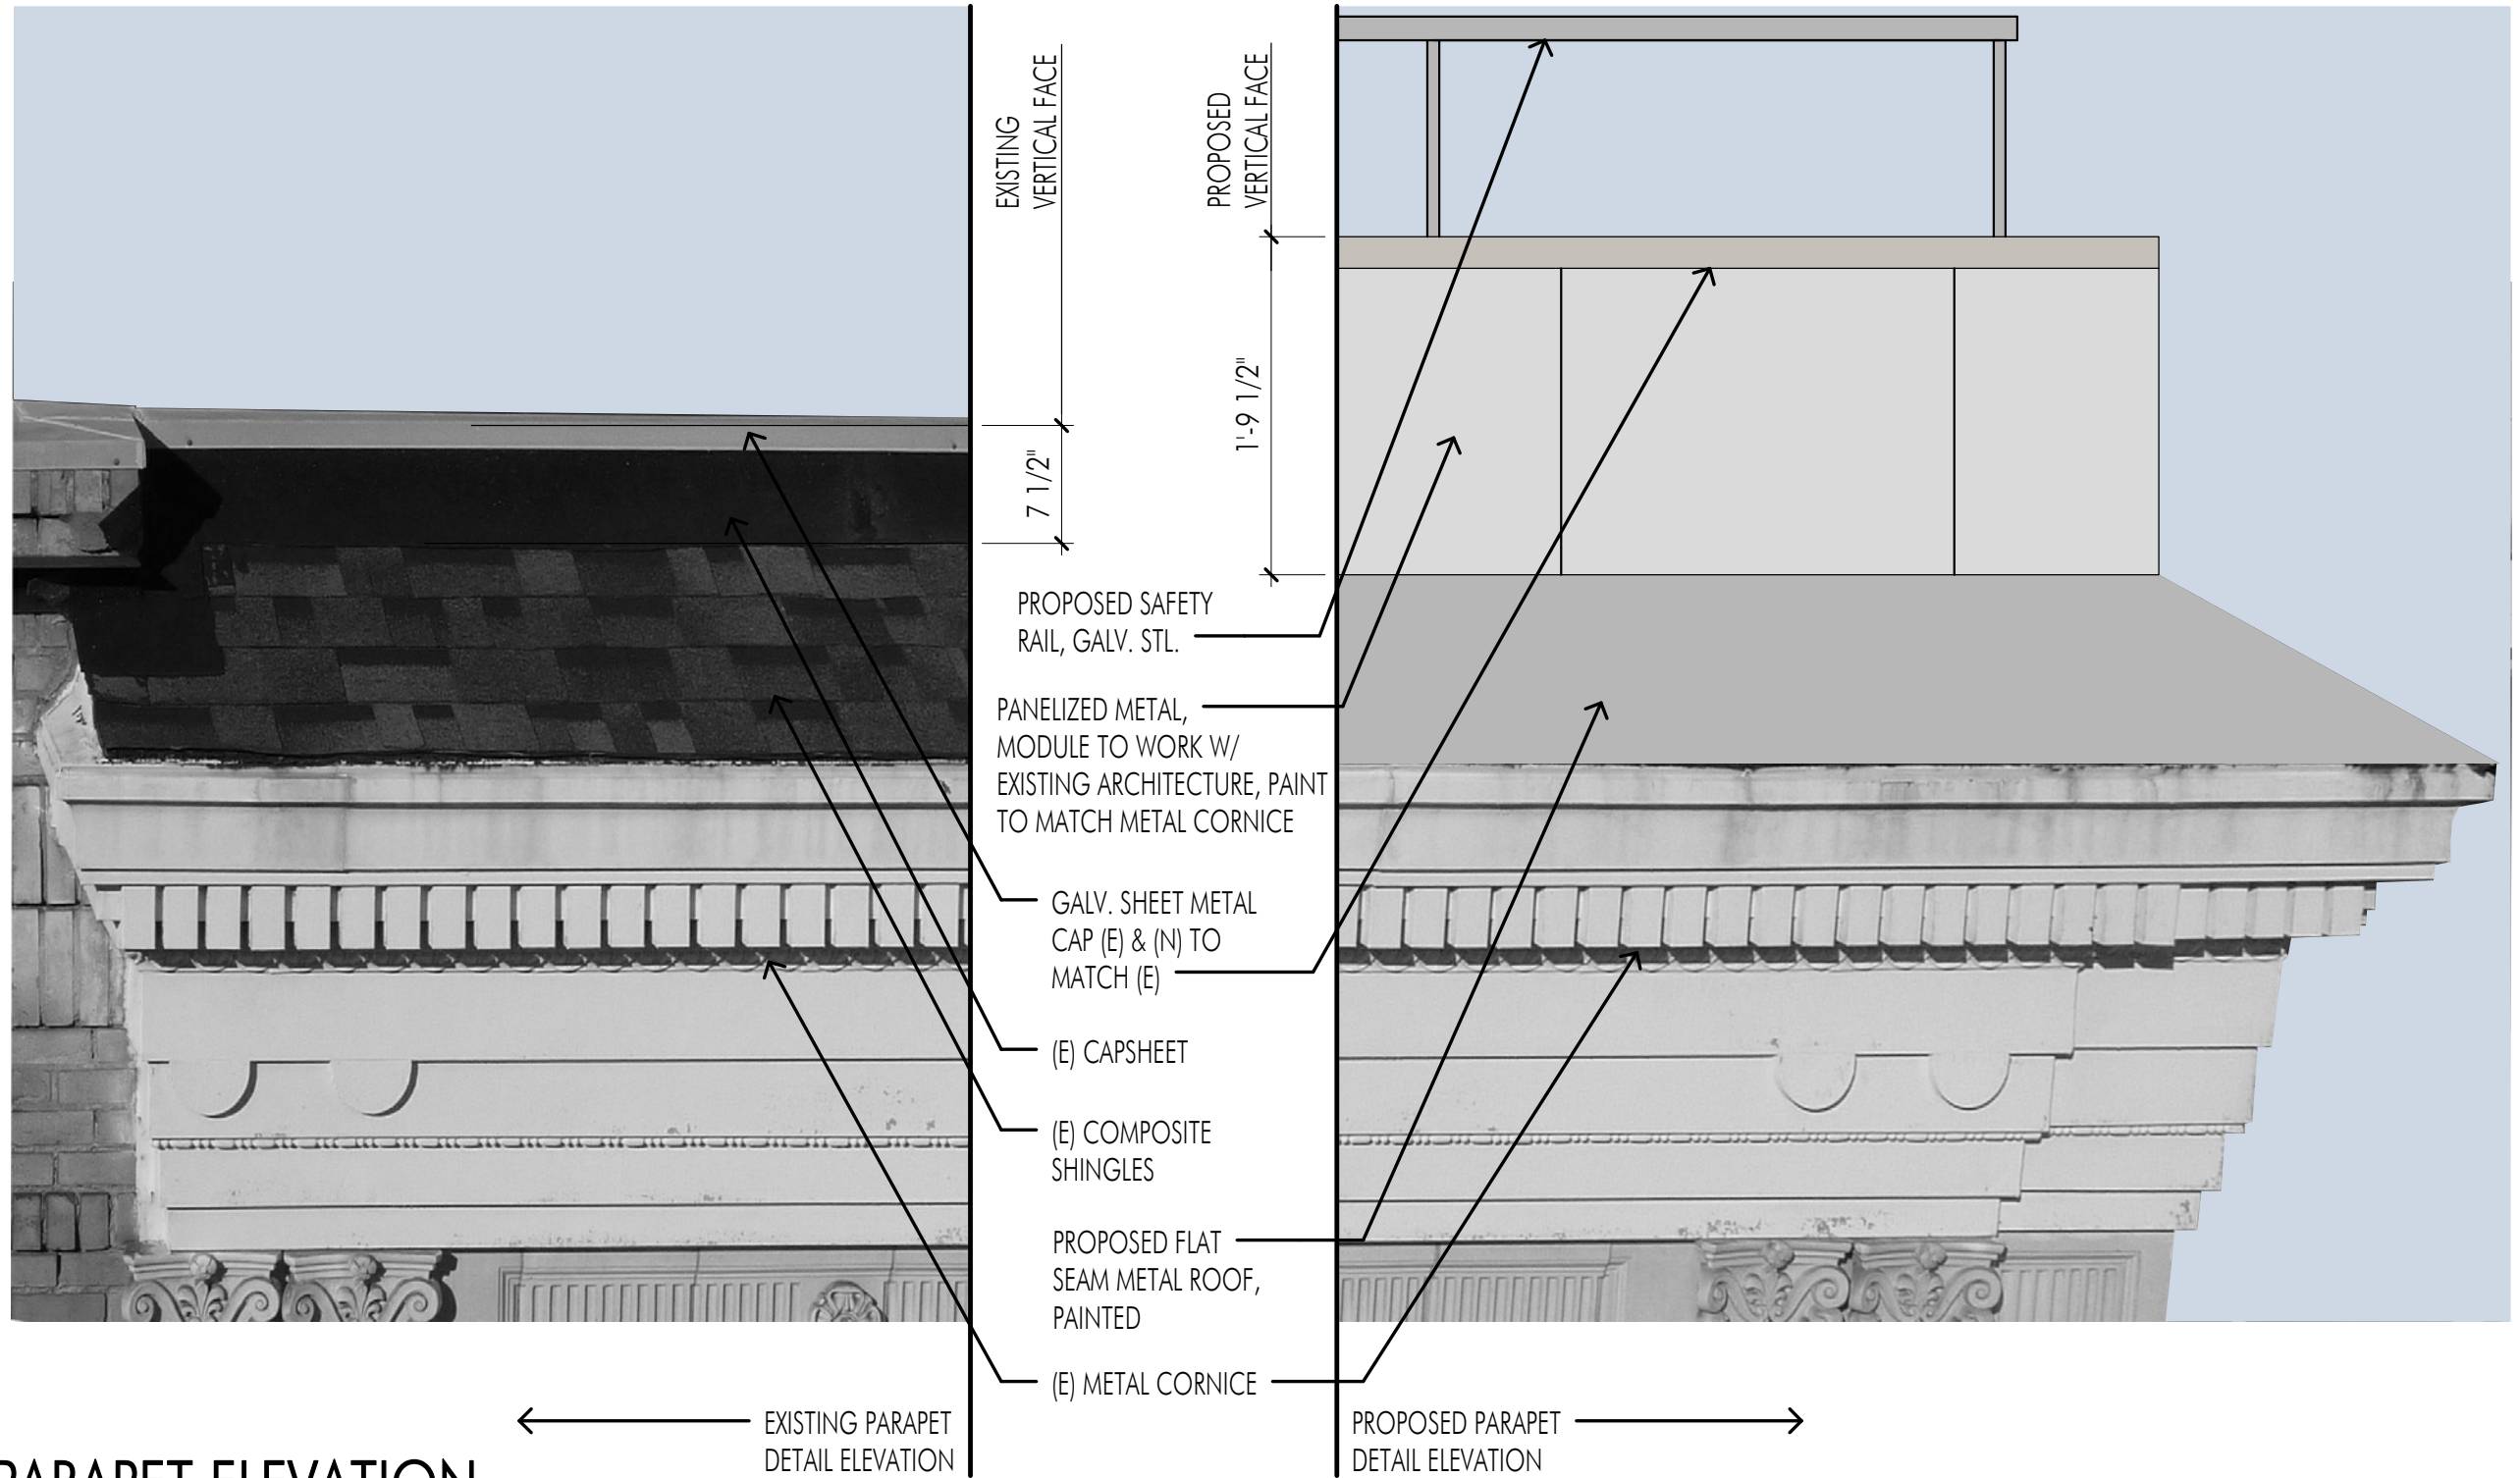 EXISTING
VERTICAL FACE
PROPOSED
VERTICAL FACE
7 1/2"
1'-9 1/2"
PROPOSED SAFETY
RAIL, GALV. STL.
PANELIZED METAL,
MODULE TO WORK W/
EXISTING ARCHITECTURE, PAINT
TO MATCH METAL CORNICE
GALV. SHEET METAL
CAP (E) & (N) TO
MATCH (E)
(E) CAPSHEET
(E) COMPOSITE
SHINGLES
PROPOSED FLAT
SEAM METAL ROOF,
PAINTED
(E) METAL CORNICE
EXISTING PARAPET
DETAIL ELEVATION
PROPOSED PARAPET
DETAIL ELEVATION
PARAPET ELEVATION